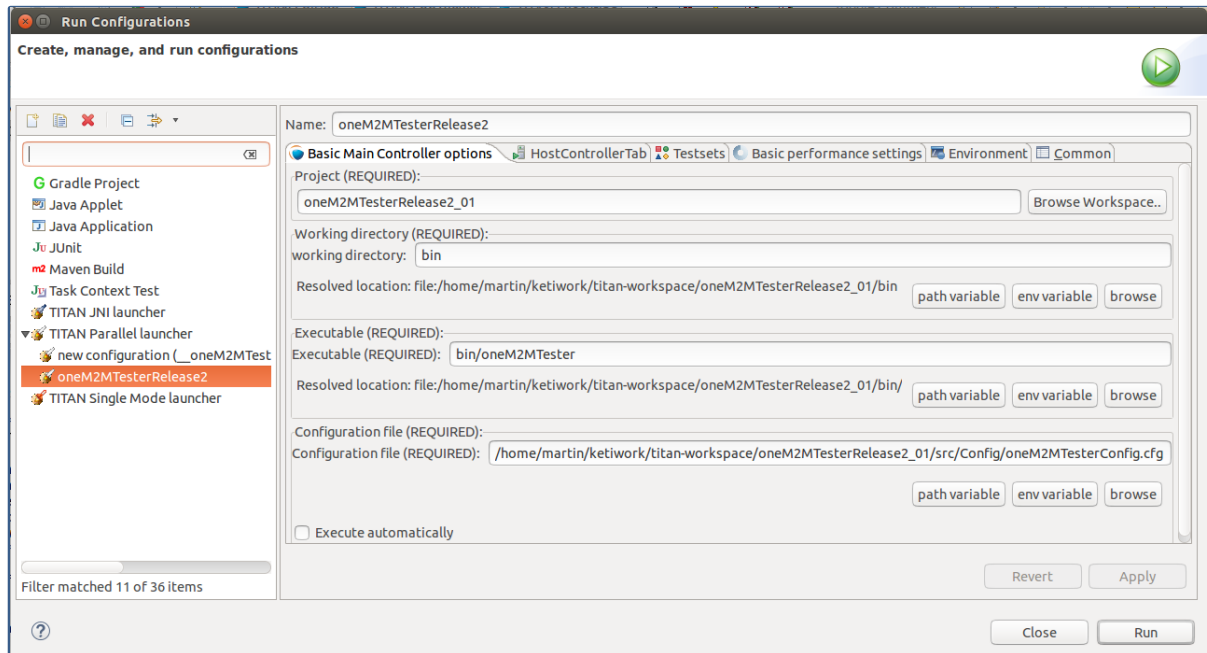 Run Configurations
Create, manage, and run configurations
Name: oneM2MTesterRelease2
Basic Main Controller options HostControllerTab Testsets Basic performance settings Environment Common
G Gradle Project
Java Applet
Java Application
Ju JUnit
m2 Maven Build
Ju Task Context Test
TITAN JNI launcher
TITAN Parallel launcher
new configuration (__oneM2MTest
oneM2MTesterRelease2
TITAN Single Mode launcher
Filter matched 11 of 36 items
Project (REQUIRED):
oneM2MTesterRelease2_01 Browse Workspace..
Working directory (REQUIRED):
working directory: bin
Resolved location: file:/home/martin/ketiwork/titan-workspace/oneM2MTesterRelease2_01/bin
path variable env variable browse
Executable (REQUIRED):
Executable (REQUIRED): bin/oneM2MTester
Resolved location: file:/home/martin/ketiwork/titan-workspace/oneM2MTesterRelease2_01/bin/
path variable env variable browse
Configuration file (REQUIRED):
Configuration file (REQUIRED): /home/martin/ketiwork/titan-workspace/oneM2MTesterRelease2_01/src/Config/oneM2MTesterConfig.cfg
path variable env variable browse
Execute automatically
Revert Apply
? Close Run